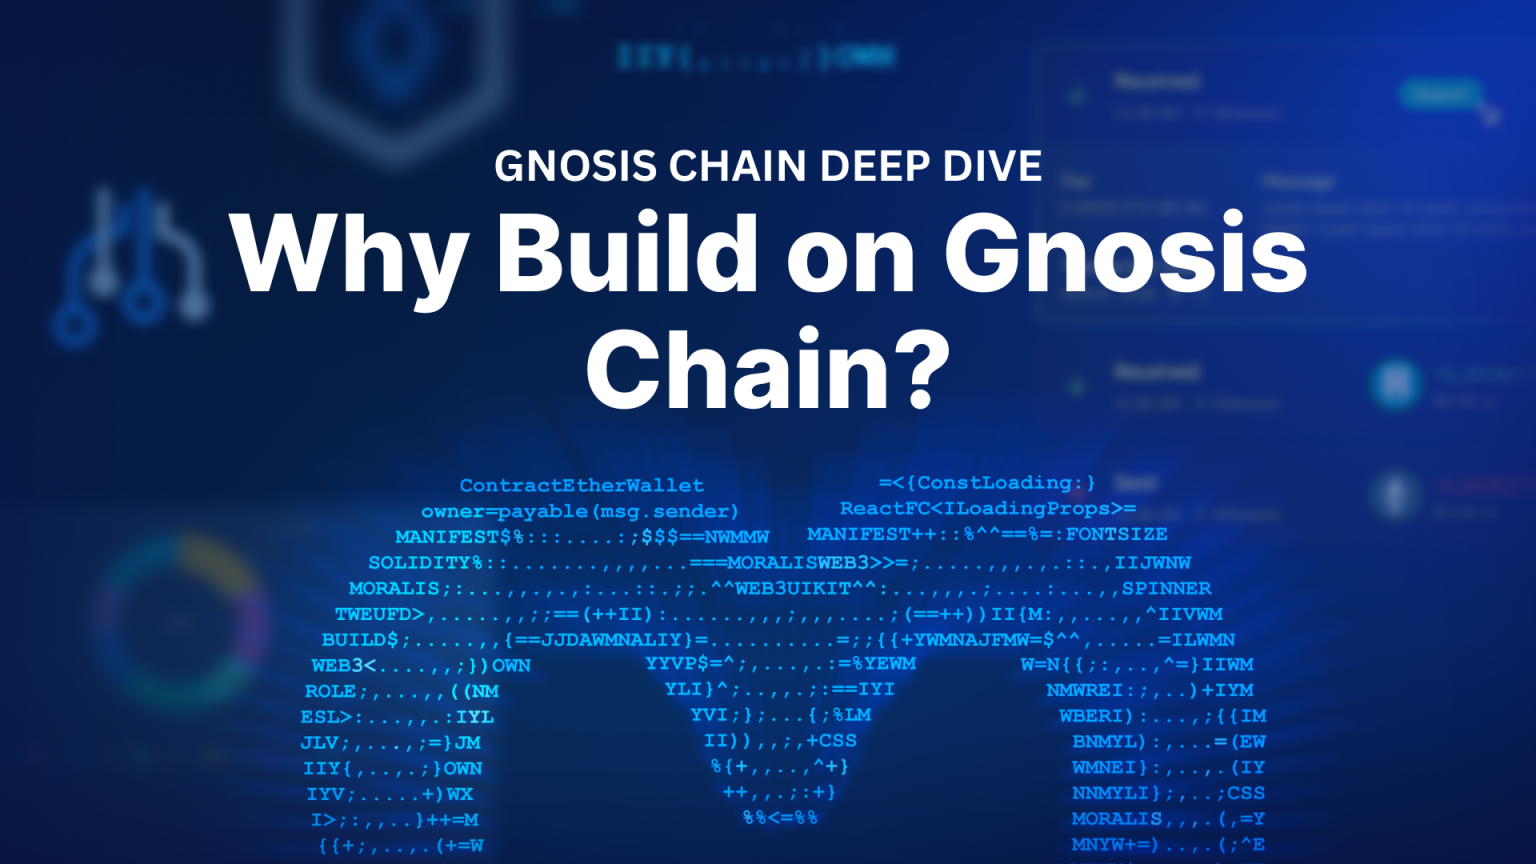 IIY{,..,.;}OWN
Received
GNOSIS CHAIN DEEP DIVE
Why Build on Gnosis
Chain?
Received
Sent
ContractEtherWallet =<{ConstLoading:}
owner=payable(msg.sender) ReactFC<ILoadingProps>=
MANIFEST$%:::....:;$$$==NWMMW MANIFEST++::%^^==%=:FONTSIZE
SOLIDITY%::.......,,,,...===MORALISWEB3>>=;.....,,,.,.::.,IIJWNW
MORALIS;:...,,.,.,:...::.;;.^^WEB3UIKIT^^:...,,,.;....:...,,SPINNER
TWEUFD>,.....,,;;==(++II):......,,,;,,,....;(==++))II{M:,,...,,^IIVWM
BUILD$;.....,,{==JJDAWMNALIY}=..........=;;{{+YWMNAJFMW=$^^,.....=ILWMN
WEB3<....,,;})OWN YYVP$=^;,...,.:=%YEWM W=N{{;:,..,^=}IIWM
ROLE;,...,,((NM YLI}^;..,,.;:==IYI NMWREI:;,..)+IYM
ESL>:...,,.:IYL YVI;};...{;%LM WBERI):...,;{{IM
JLV;,...,;=}JM II)),,;,+CSS BNMYL):,...=(EW
IIY{,..,.;}OWN %{+,,..,^+} WMNEI}:,..,.(IY
IYV;.....+)WX ++,,.;:+} NNMYLI};,..;CSS
I>;:,,..}++=M %%<=%% MORALIS,,,.(,=Y
{{+;,..,.(+=W MNYW+=)..,.(;^E